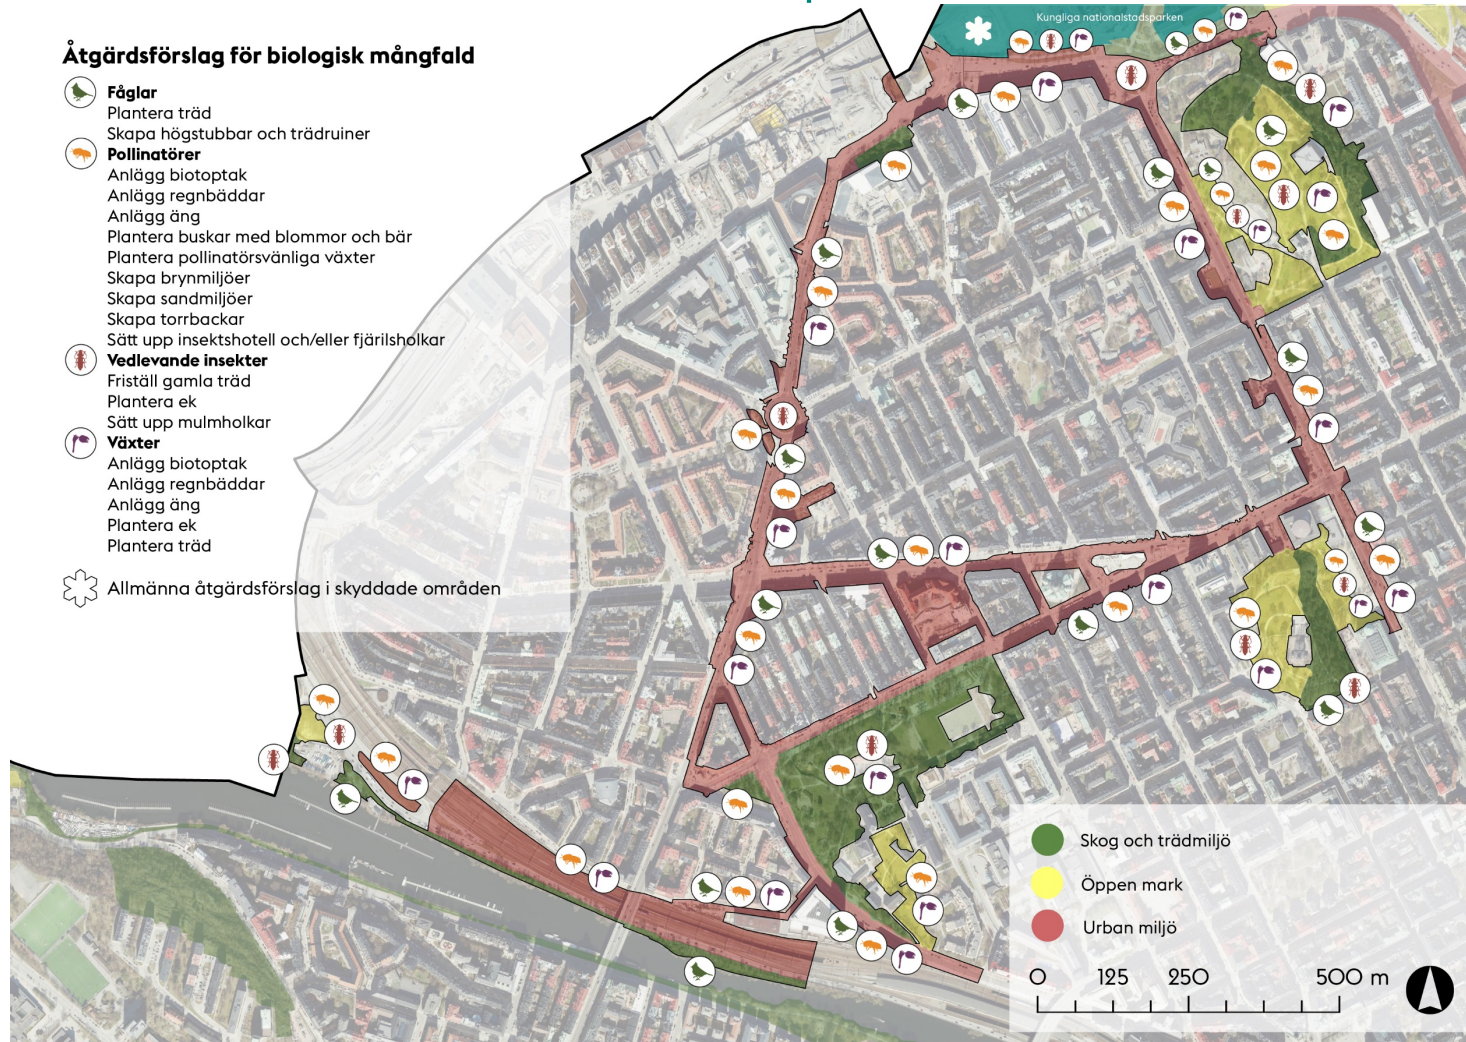 Kungliga nationalstadsparken
Åtgärdsförslag för biologisk mångfald
Fåglar
Plantera träd
Skapa högstubbar och trädruiner
Pollinatörer
Anlägg biotoptak
Anlägg regnbäddar
Anlägg äng
Plantera buskar med blommor och bär
Plantera pollinatörsvänliga växter
Skapa brynmiljöer
Skapa sandmiljöer
Skapa torrbackar
Sätt upp insektshotell och/eller fjärilsholkar
Vedlevande insekter
Friställ gamla träd
Plantera ek
Sätt upp mulmholkar
Växter
Anlägg biotoptak
Anlägg regnbäddar
Anlägg äng
Plantera ek
Plantera träd
Allmänna åtgärdsförslag i skyddade områden
Skog och trädmiljö
Öppen mark
Urban miljö
0 125 250 500 m